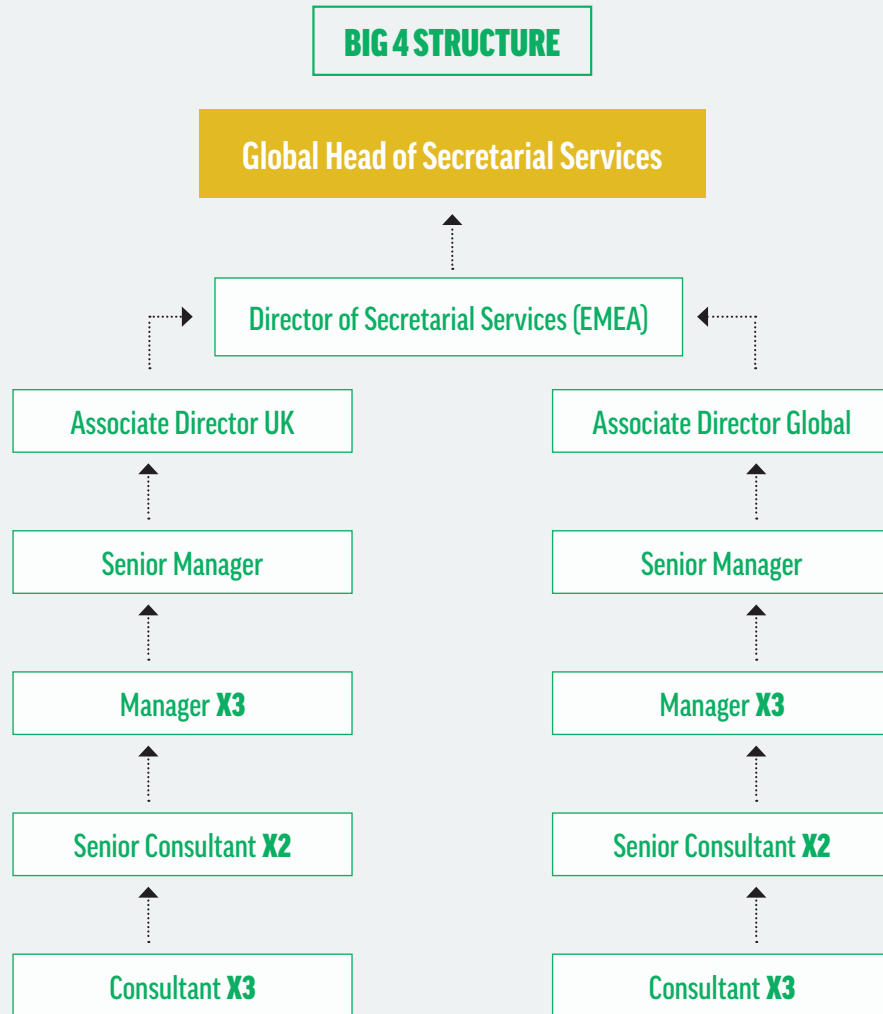 BIG 4 STRUCTURE
Global Head of Secretarial Services
Director of Secretarial Services (EMEA)
Associate Director UK
Associate Director Global
Senior Manager
Senior Manager
Manager X3
Manager X3
Senior Consultant X2
Senior Consultant X2
Consultant X3
Consultant X3